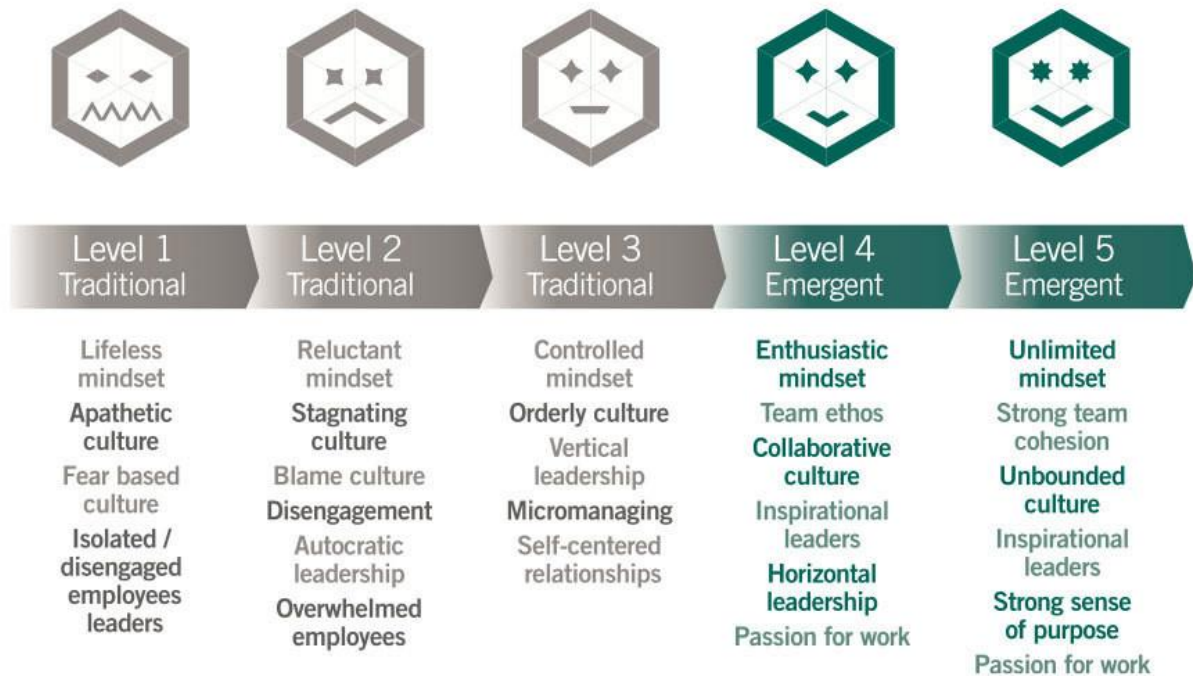 Level 1
Traditional
Level 2
Traditional
Level 3
Traditional
Level 4
Emergent
Level 5
Emergent
Lifeless
mindset
Apathetic
culture
Fear based
culture
Isolated /
disengaged
employees
leaders
Reluctant
mindset
Stagnating
culture
Blame culture
Disengagement
Autocratic
leadership
Overwhelmed
employees
Controlled
mindset
Orderly culture
Vertical
leadership
Micromanaging
Self-centered
relationships
Enthusiastic
mindset
Team ethos
Collaborative
culture
Inspirational
leaders
Horizontal
leadership
Passion for work
Unlimited
mindset
Strong team
cohesion
Unbounded
culture
Inspirational
leaders
Strong sense
of purpose
Passion for work